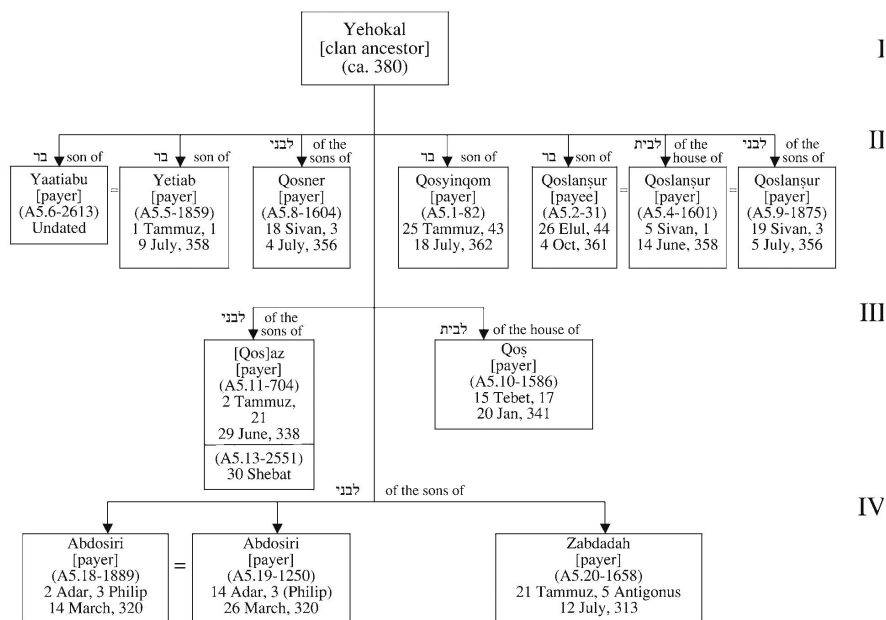 Yehokal
[clan ancestor]
(ca. 380)
I
II
בר son of
Yaatiabu
[payer]
(A5.6-2613)
Undated
=
בר son of
Yetiab
[payer]
(A5.5-1859)
1 Tammuz, 1
9 July, 358
לבני of the
sons of
Qosner
[payer]
(A5.8-1604)
18 Sivan, 3
4 July, 356
בר son of
Qosyinqom
[payer]
(A5.1-82)
25 Tammuz, 43
18 July, 362
בר son of
Qoslanṣur
[payee]
(A5.2-31)
26 Elul, 44
4 Oct, 361
=
לבית of the
house of
Qoslanṣur
[payer]
(A5.4-1601)
5 Sivan, 1
14 June, 358
=
לבני of the
sons of
Qoslanṣur
[payer]
(A5.9-1875)
19 Sivan, 3
5 July, 356
III
לבני of the
sons of
[Qos]az
[payer]
(A5.11-704)
2 Tammuz,
21
29 June, 338
(A5.13-2551)
30 Shebat
לבית of the house of
Qoṣ
[payer]
(A5.10-1586)
15 Tebet, 17
20 Jan, 341
לבני of the sons of
IV
Abdosiri
[payer]
(A5.18-1889)
2 Adar, 3 Philip
14 March, 320
=
Abdosiri
[payer]
(A5.19-1250)
14 Adar, 3 (Philip)
26 March, 320
Zabdadah
[payer]
(A5.20-1658)
21 Tammuz, 5 Antigonus
12 July, 313